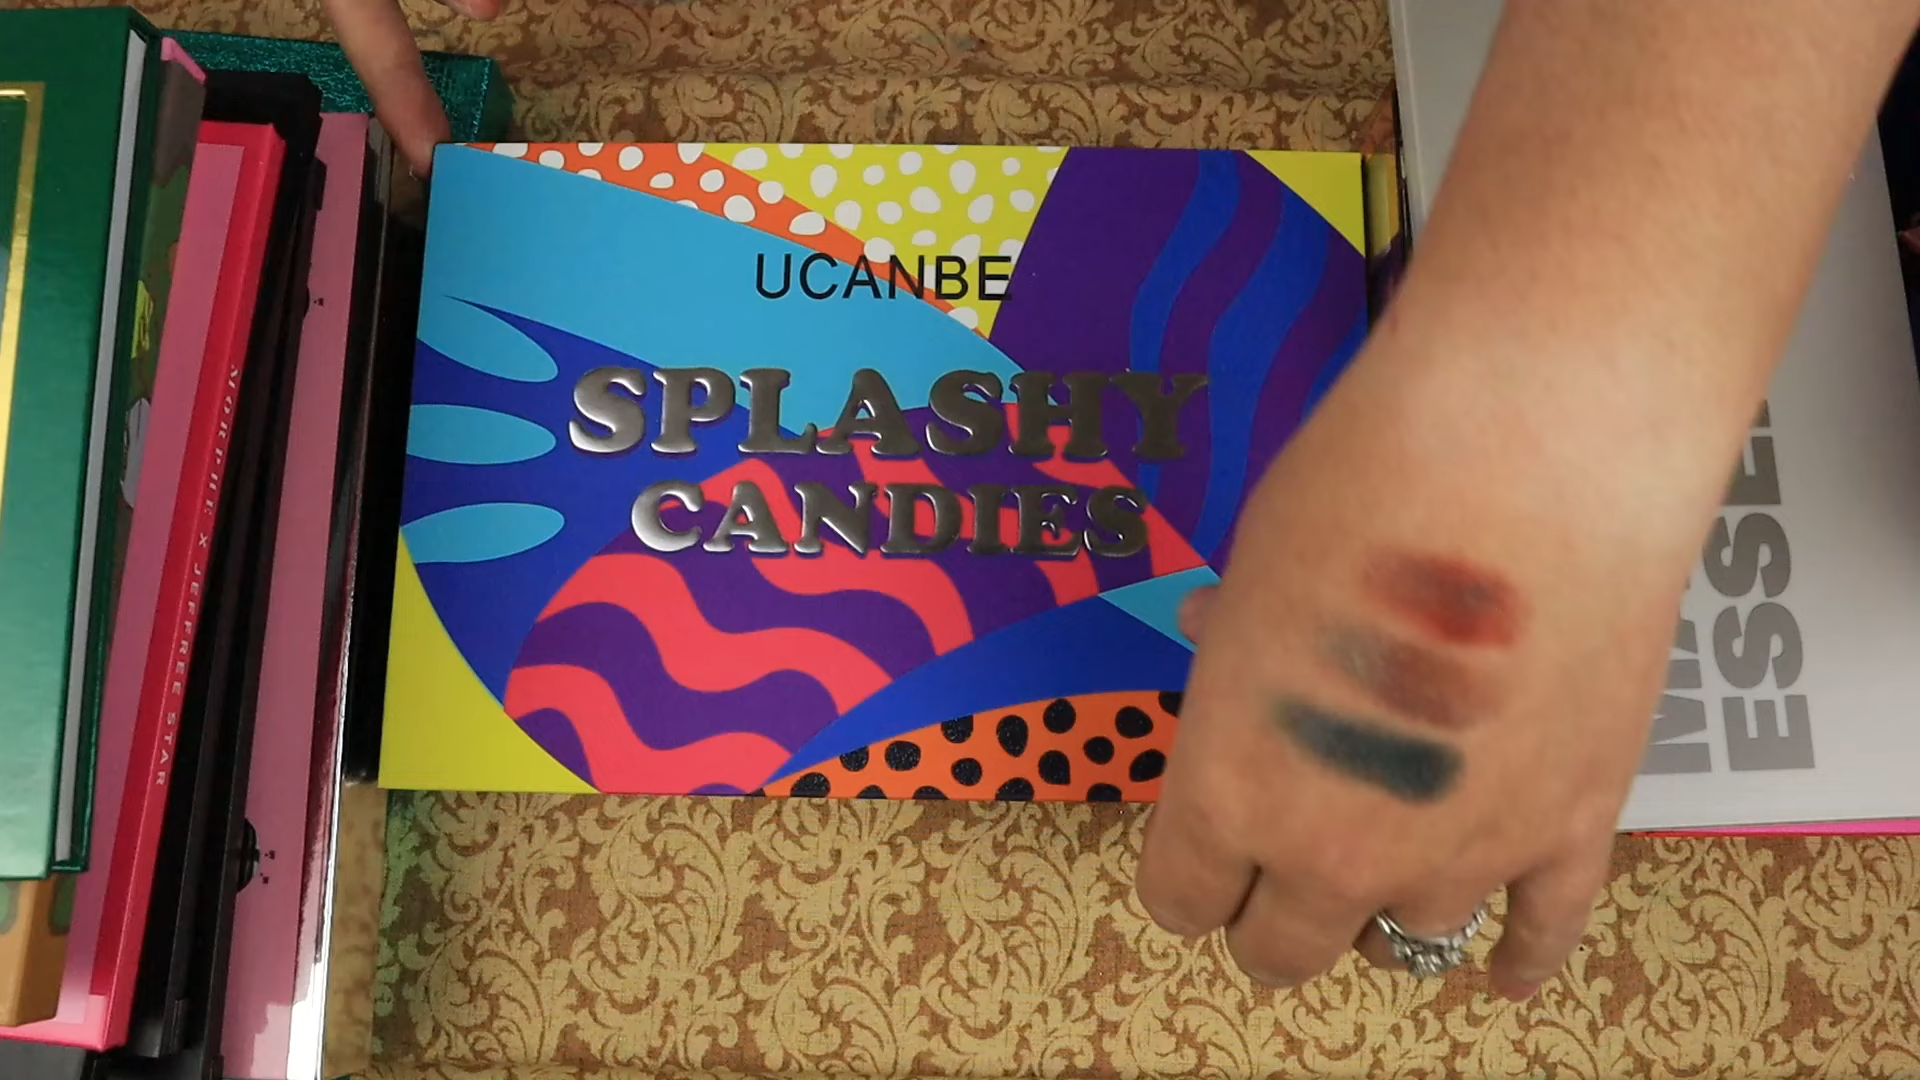 UCANBE
SPLASHY
CANDIES
MORPHE X JEFFREE STAR
ESSE